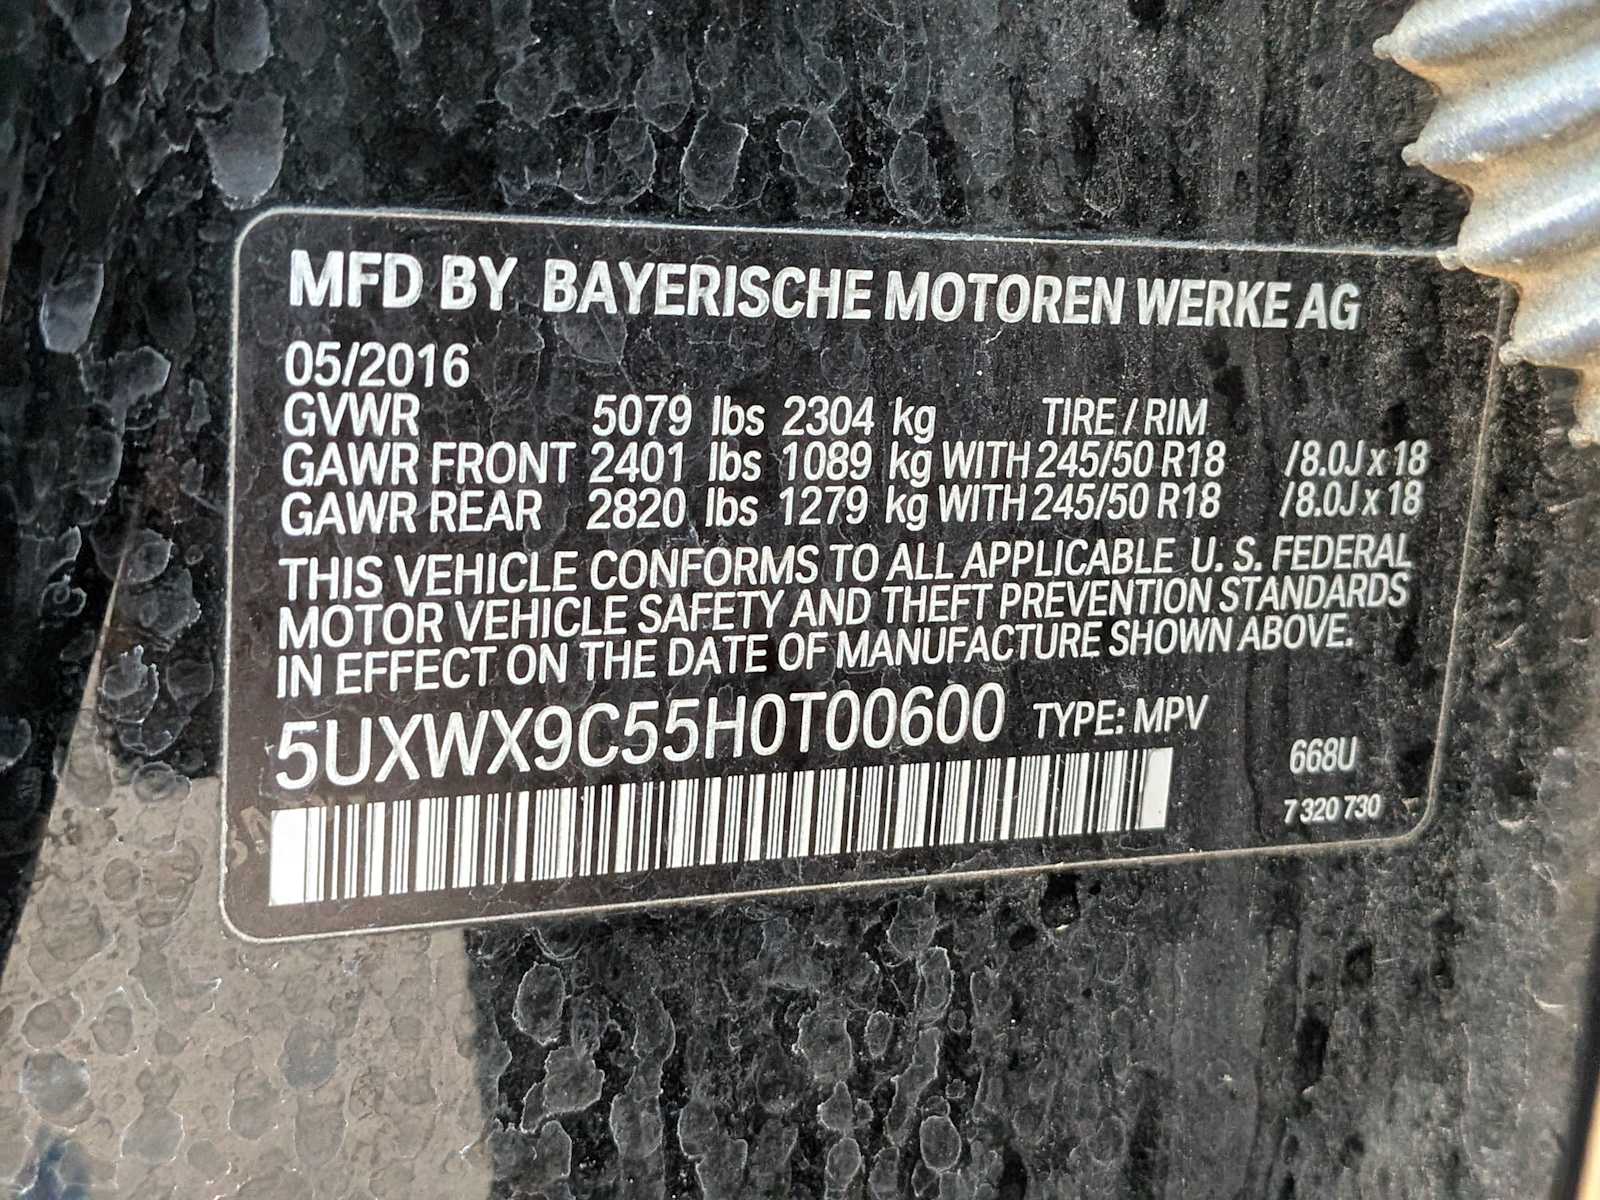 MFD BY BAYERISCHE MOTOREN WERKE AG
05/2016
GVWR 5079 lbs 2304 kg TIRE / RIM
GAWR FRONT 2401 lbs 1089 kg WITH 245/50 R18 /8.0J x 18
GAWR REAR 2820 lbs 1279 kg WITH 245/50 R18 /8.0J x 18
THIS VEHICLE CONFORMS TO ALL APPLICABLE U. S. FEDERAL
MOTOR VEHICLE SAFETY AND THEFT PREVENTION STANDARDS
IN EFFECT ON THE DATE OF MANUFACTURE SHOWN ABOVE.
5UXWX9C55H0T00600 TYPE: MPV
668U
7 320 730